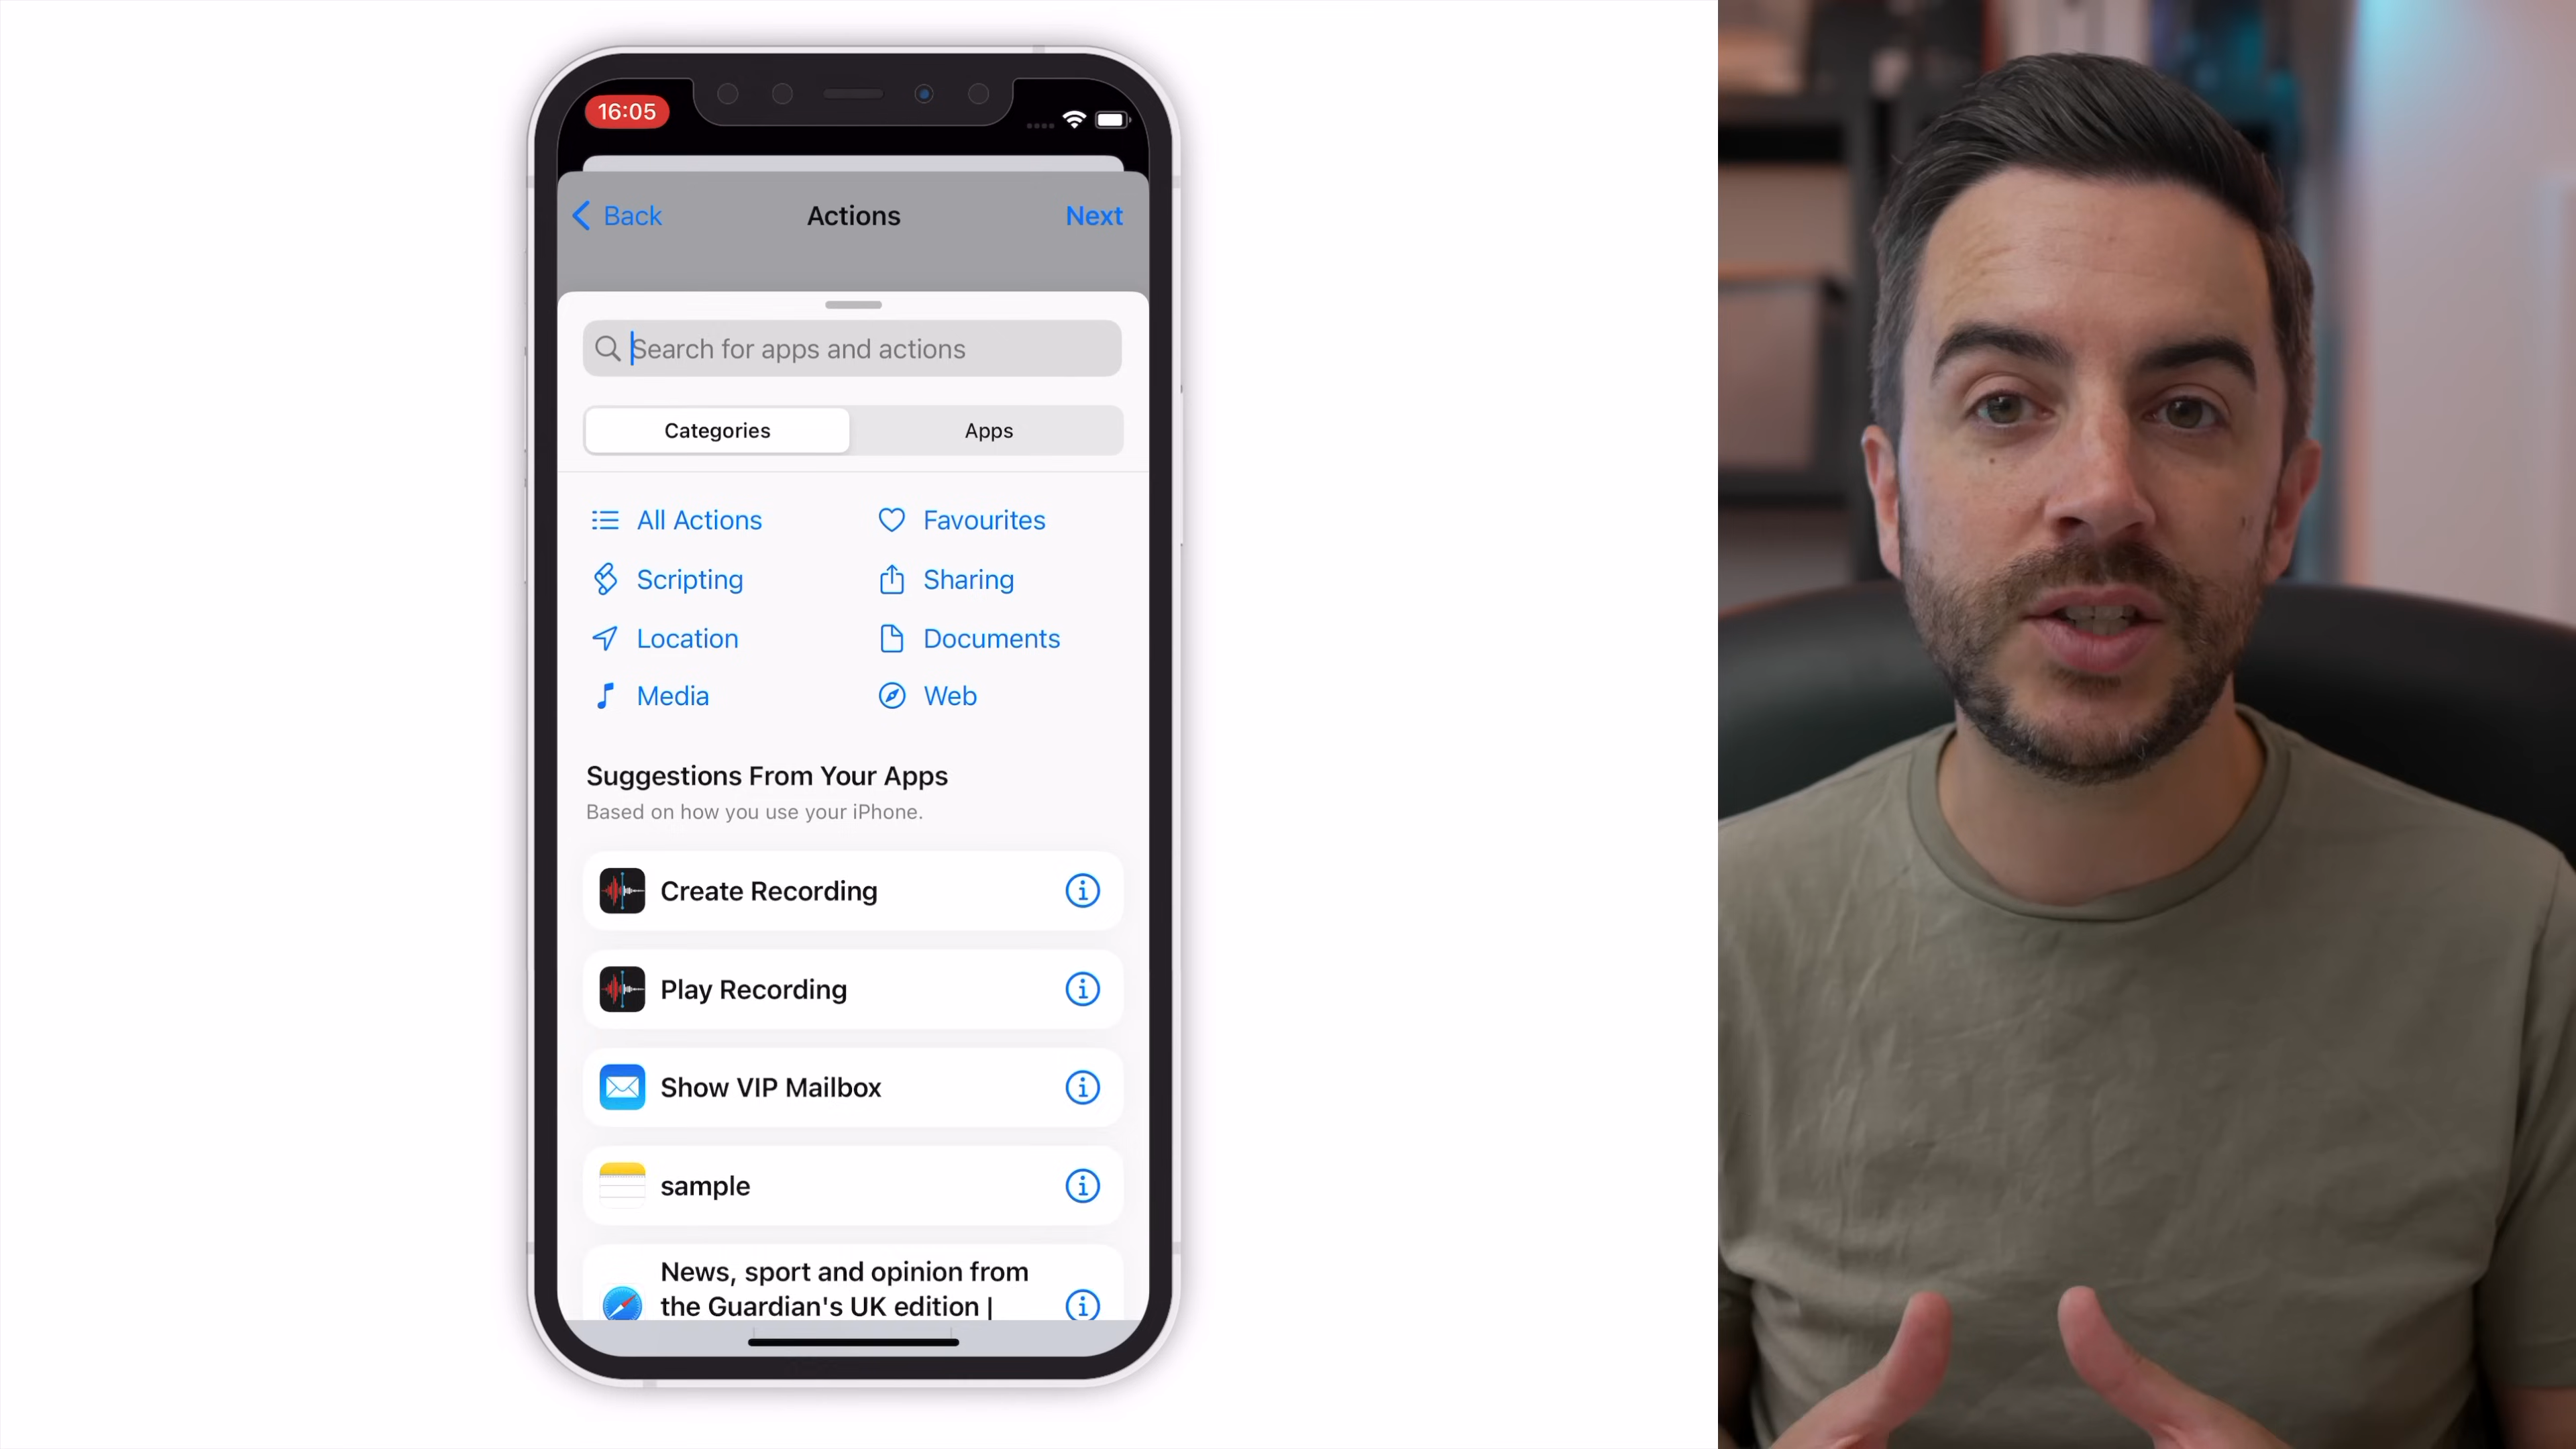 16:05
Back
Actions
Next
Search for apps and actions
Categories
Apps
All Actions
Favourites
Scripting
Sharing
Location
Documents
Media
Web
Suggestions From Your Apps
Based on how you use your iPhone.
Create Recording
Play Recording
Show VIP Mailbox
sample
News, sport and opinion from
the Guardian's UK edition |